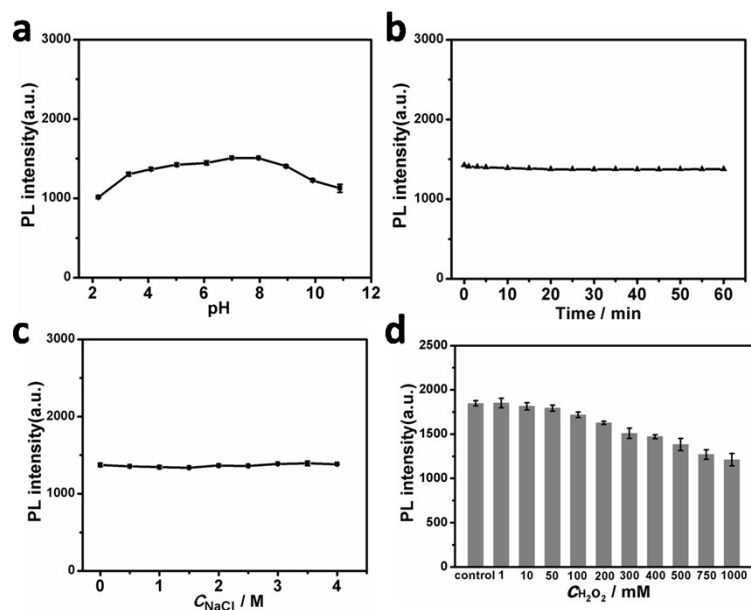 a
3000
2000
1000
0
PL intensity(a.u.)
2 4 6 8 10 12
pH
b
3000
2000
1000
0
PL intensity(a.u.)
0 10 20 30 40 50 60
Time / min
c
3000
2000
1000
0
PL intensity(a.u.)
0 1 2 3 4
CNaCl / M
d
2500
2000
1500
1000
500
0
PL intensity(a.u.)
control 1 10 50 100 200 300 400 500 750 1000
CH₂O₂ / mM